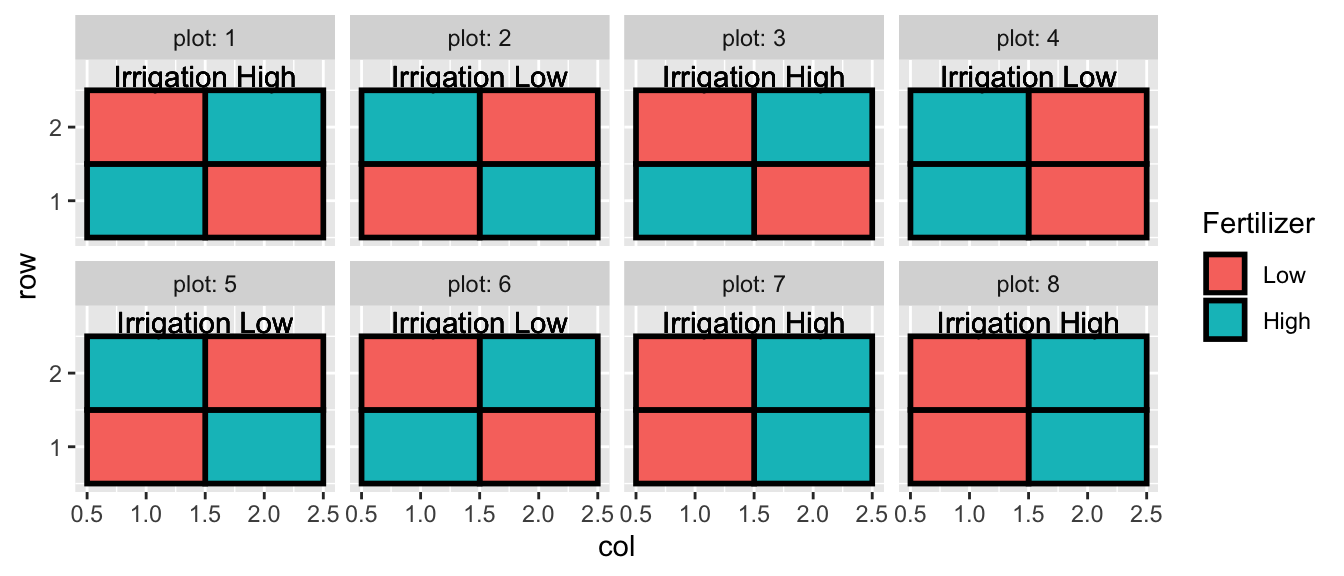 plot: 1
plot: 2
plot: 3
plot: 4
Irrigation High
Irrigation Low
Irrigation High
Irrigation Low
2
1
Fertilizer
Low
High
row
plot: 5
plot: 6
plot: 7
plot: 8
Irrigation Low
Irrigation Low
Irrigation High
Irrigation High
2
1
0.5 1.0 1.5 2.0 2.5
0.5 1.0 1.5 2.0 2.5
0.5 1.0 1.5 2.0 2.5
0.5 1.0 1.5 2.0 2.5
col